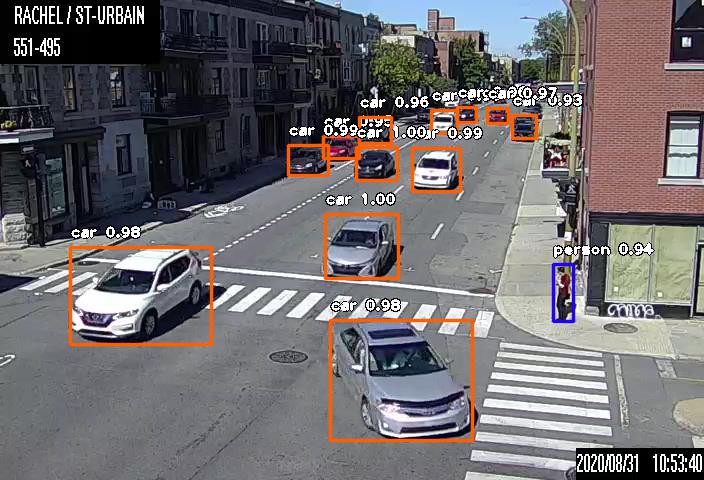 RACHEL / ST-URBAIN
551-495
car 0.96
car 0.97
car 0.93
car 0.99
car 1.00
car 1.00
person 0.94
car 0.98
car 0.98
2020/08/31 10:53:40